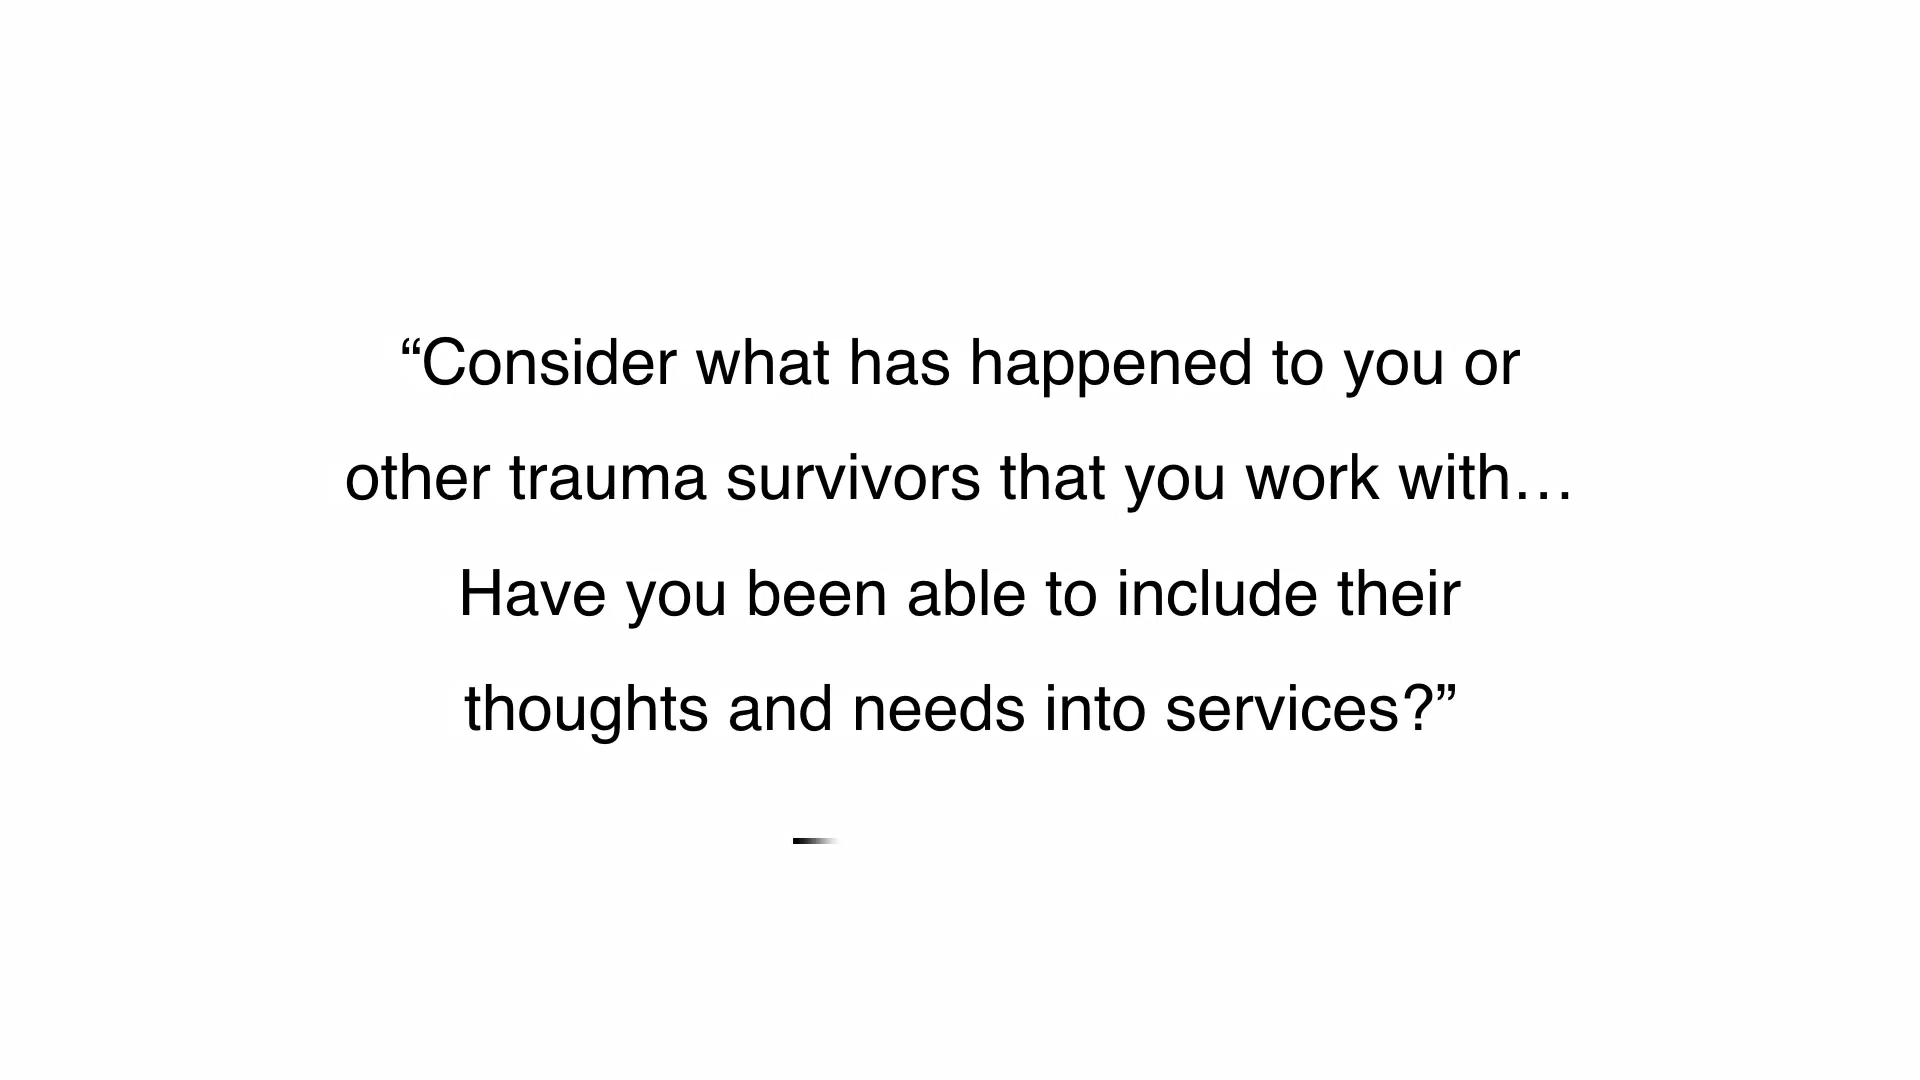 “Consider what has happened to you or
other trauma survivors that you work with…
Have you been able to include their
thoughts and needs into services?”